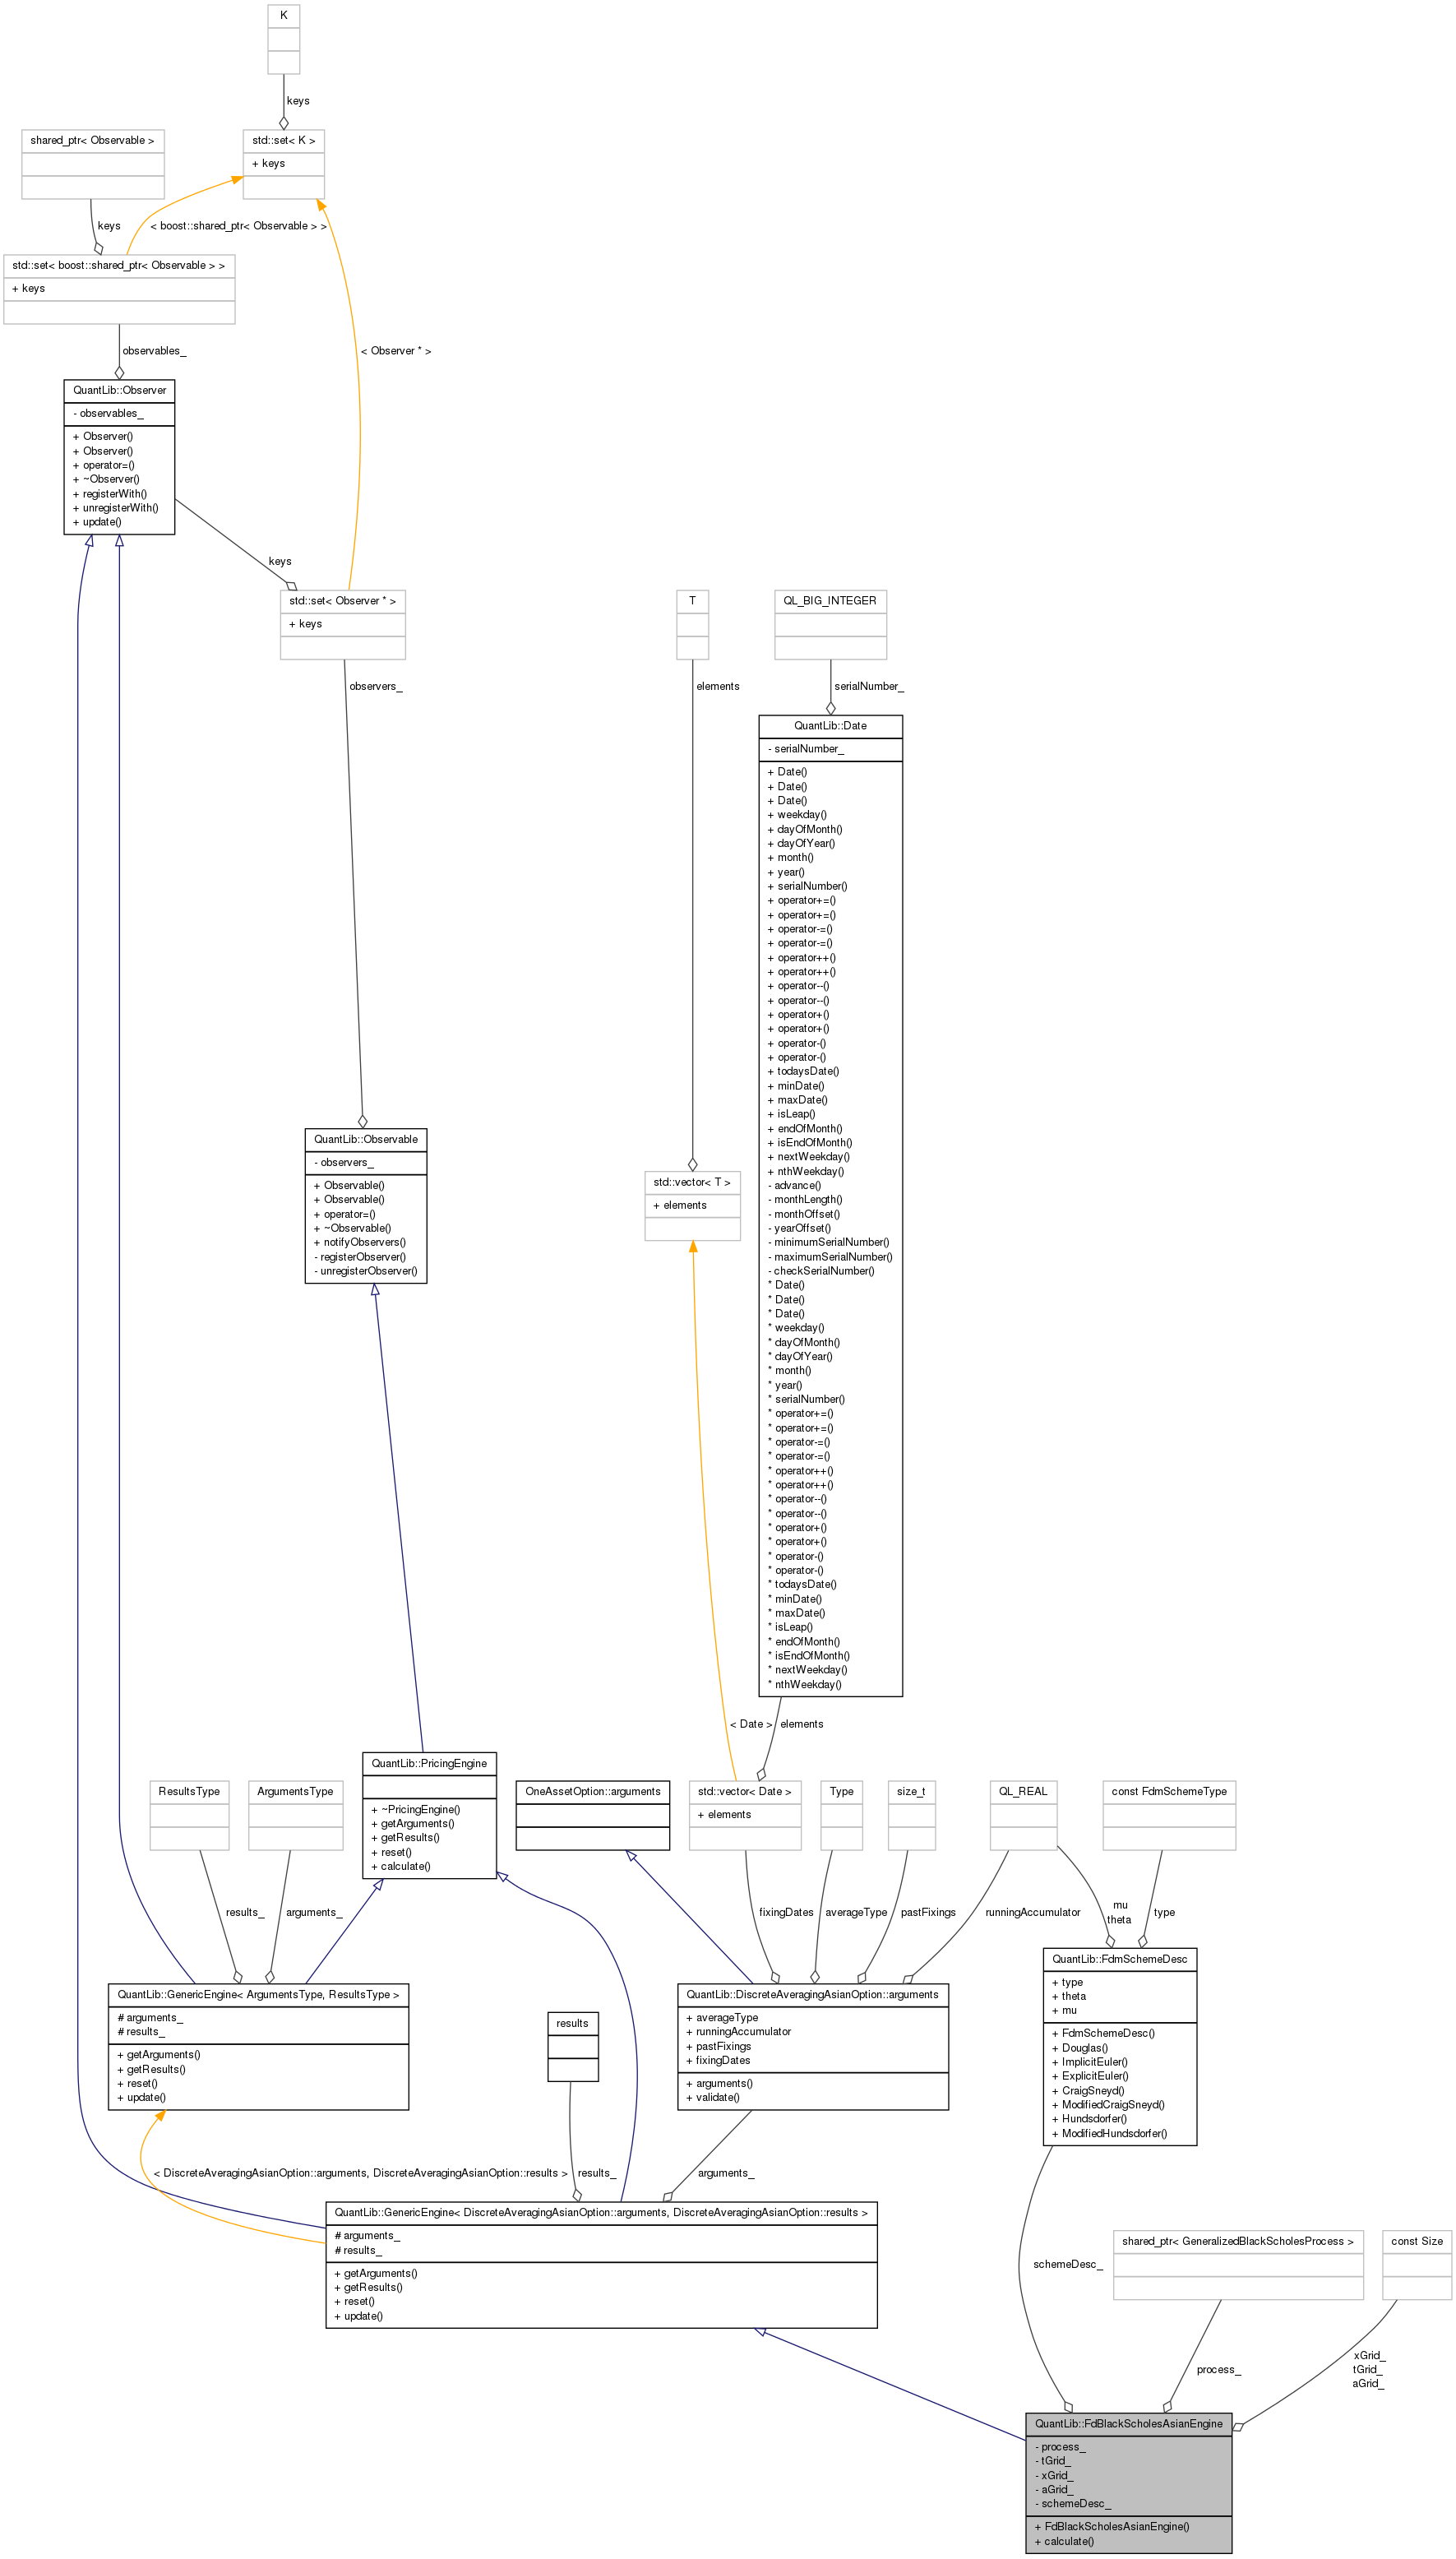 K
keys
shared_ptr< Observable >
std::set< K >
+ keys
keys
< boost::shared_ptr< Observable > >
std::set< boost::shared_ptr< Observable > >
+ keys
observables_
< Observer * >
QuantLib::Observer
- observables_
+ Observer()
+ Observer()
+ operator=()
+ ~Observer()
+ registerWith()
+ unregisterWith()
+ update()
keys
std::set< Observer * >
+ keys
T
QL_BIG_INTEGER
observers_
elements
serialNumber_
QuantLib::Date
- serialNumber_
+ Date()
+ Date()
+ Date()
+ weekday()
+ dayOfMonth()
+ dayOfYear()
+ month()
+ year()
+ serialNumber()
+ operator+=()
+ operator+=()
+ operator-=()
+ operator-=()
+ operator++()
+ operator++()
+ operator--()
+ operator--()
+ operator+()
+ operator+()
+ operator-()
+ operator-()
+ todaysDate()
+ minDate()
+ maxDate()
+ isLeap()
+ endOfMonth()
+ isEndOfMonth()
+ nextWeekday()
+ nthWeekday()
- advance()
- monthLength()
- monthOffset()
- yearOffset()
- minimumSerialNumber()
- maximumSerialNumber()
- checkSerialNumber()
* Date()
* Date()
* Date()
* weekday()
* dayOfMonth()
* dayOfYear()
* month()
* year()
* serialNumber()
* operator+=()
* operator+=()
* operator-=()
* operator-=()
* operator++()
* operator++()
* operator--()
* operator--()
* operator+()
* operator+()
* operator-()
* operator-()
* todaysDate()
* minDate()
* maxDate()
* isLeap()
* endOfMonth()
* isEndOfMonth()
* nextWeekday()
* nthWeekday()
QuantLib::Observable
- observers_
+ Observable()
+ Observable()
+ operator=()
+ ~Observable()
+ notifyObservers()
- registerObserver()
- unregisterObserver()
std::vector< T >
+ elements
< Date >
elements
QuantLib::PricingEngine
+ ~PricingEngine()
+ getArguments()
+ getResults()
+ reset()
+ calculate()
ResultsType
ArgumentsType
OneAssetOption::arguments
std::vector< Date >
+ elements
Type
size_t
QL_REAL
const FdmSchemeType
results_
arguments_
fixingDates
averageType
pastFixings
runningAccumulator
mu
theta
type
QuantLib::GenericEngine< ArgumentsType, ResultsType >
# arguments_
# results_
+ getArguments()
+ getResults()
+ reset()
+ update()
results
QuantLib::DiscreteAveragingAsianOption::arguments
+ averageType
+ runningAccumulator
+ pastFixings
+ fixingDates
+ arguments()
+ validate()
QuantLib::FdmSchemeDesc
+ type
+ theta
+ mu
+ FdmSchemeDesc()
+ Douglas()
+ ImplicitEuler()
+ ExplicitEuler()
+ CraigSneyd()
+ ModifiedCraigSneyd()
+ Hundsdorfer()
+ ModifiedHundsdorfer()
< DiscreteAveragingAsianOption::arguments, DiscreteAveragingAsianOption::results >
results_
arguments_
QuantLib::GenericEngine< DiscreteAveragingAsianOption::arguments, DiscreteAveragingAsianOption::results >
# arguments_
# results_
+ getArguments()
+ getResults()
+ reset()
+ update()
schemeDesc_
shared_ptr< GeneralizedBlackScholesProcess >
const Size
process_
xGrid_
tGrid_
aGrid_
QuantLib::FdBlackScholesAsianEngine
- process_
- tGrid_
- xGrid_
- aGrid_
- schemeDesc_
+ FdBlackScholesAsianEngine()
+ calculate()